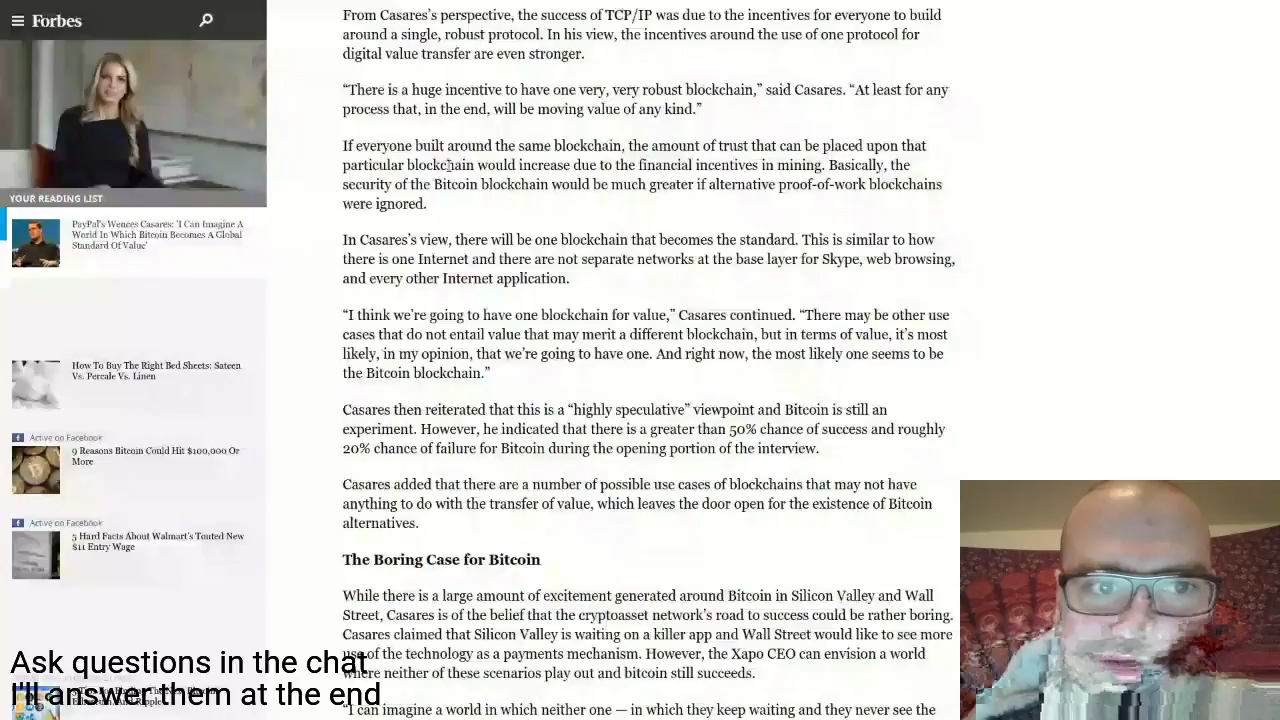 Forbes
YOUR READING LIST
PayPal's Wences Casares: 'I Can Imagine A
World In Which Bitcoin Becomes A Global
Standard Of Value'
How To Buy The Right Bed Sheets: Sateen
Vs. Percale Vs. Linen
Active on Facebook
9 Reasons Bitcoin Could Hit $100,000 Or
More
Active on Facebook
5 Hard Facts About Walmart's Touted New
$11 Entry Wage
Ask questions in the chat
I'll answer them at the end
From Casares’s perspective, the success of TCP/IP was due to the incentives for everyone to build
around a single, robust protocol. In his view, the incentives around the use of one protocol for
digital value transfer are even stronger.
“There is a huge incentive to have one very, very robust blockchain,” said Casares. “At least for any
process that, in the end, will be moving value of any kind.”
If everyone built around the same blockchain, the amount of trust that can be placed upon that
particular blockchain would increase due to the financial incentives in mining. Basically, the
security of the Bitcoin blockchain would be much greater if alternative proof-of-work blockchains
were ignored.
In Casares’s view, there will be one blockchain that becomes the standard. This is similar to how
there is one Internet and there are not separate networks at the base layer for Skype, web browsing,
and every other Internet application.
“I think we’re going to have one blockchain for value,” Casares continued. “There may be other use
cases that do not entail value that may merit a different blockchain, but in terms of value, it’s most
likely, in my opinion, that we’re going to have one. And right now, the most likely one seems to be
the Bitcoin blockchain.”
Casares then reiterated that this is a “highly speculative” viewpoint and Bitcoin is still an
experiment. However, he indicated that there is a greater than 50% chance of success and roughly
20% chance of failure for Bitcoin during the opening portion of the interview.
Casares added that there are a number of possible use cases of blockchains that may not have
anything to do with the transfer of value, which leaves the door open for the existence of Bitcoin
alternatives.
The Boring Case for Bitcoin
While there is a large amount of excitement generated around Bitcoin in Silicon Valley and Wall
Street, Casares is of the belief that the cryptoasset network’s road to success could be rather boring.
Casares claimed that Silicon Valley is waiting on a killer app and Wall Street would like to see more
use of the technology as a payments mechanism. However, the Xapo CEO can envision a world
where neither of these scenarios play out and bitcoin still succeeds.
“I can imagine a world in which neither one — in which they keep waiting and they never see the